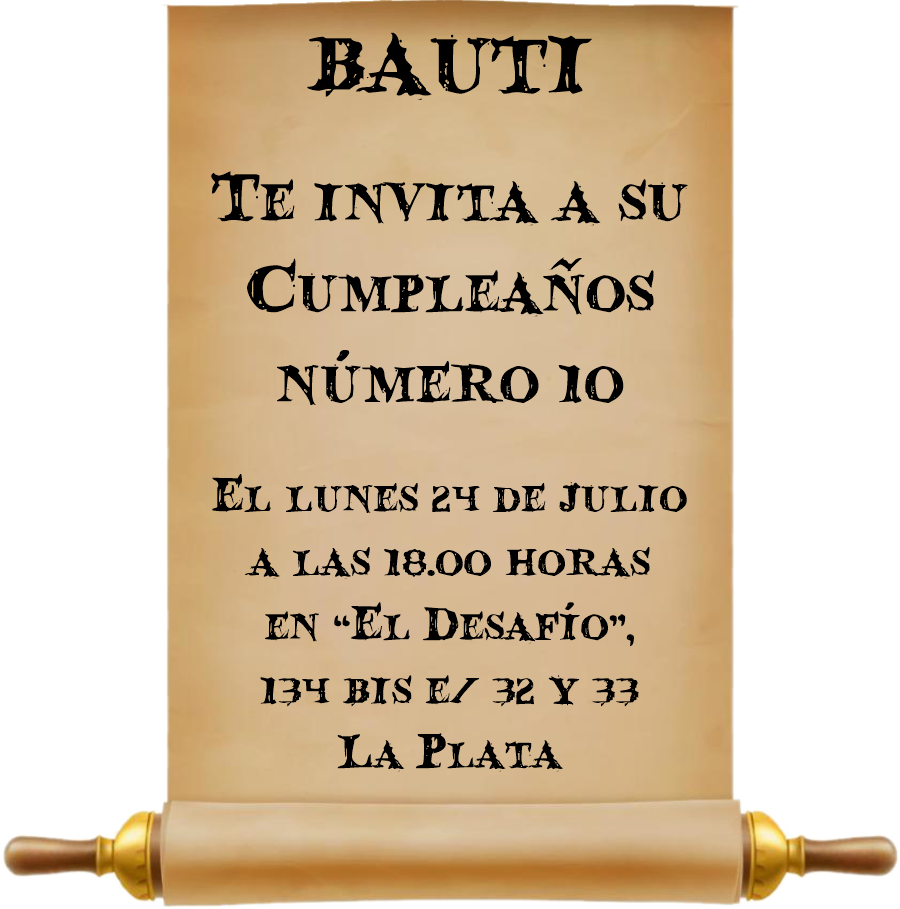 BAUTI
TE INVITA A SU
CUMPLEAÑOS
NÚMERO 10
EL LUNES 24 DE JULIO
A LAS 18.00 HORAS
EN “EL DESAFÍO”,
134 BIS E/ 32 Y 33
LA PLATA